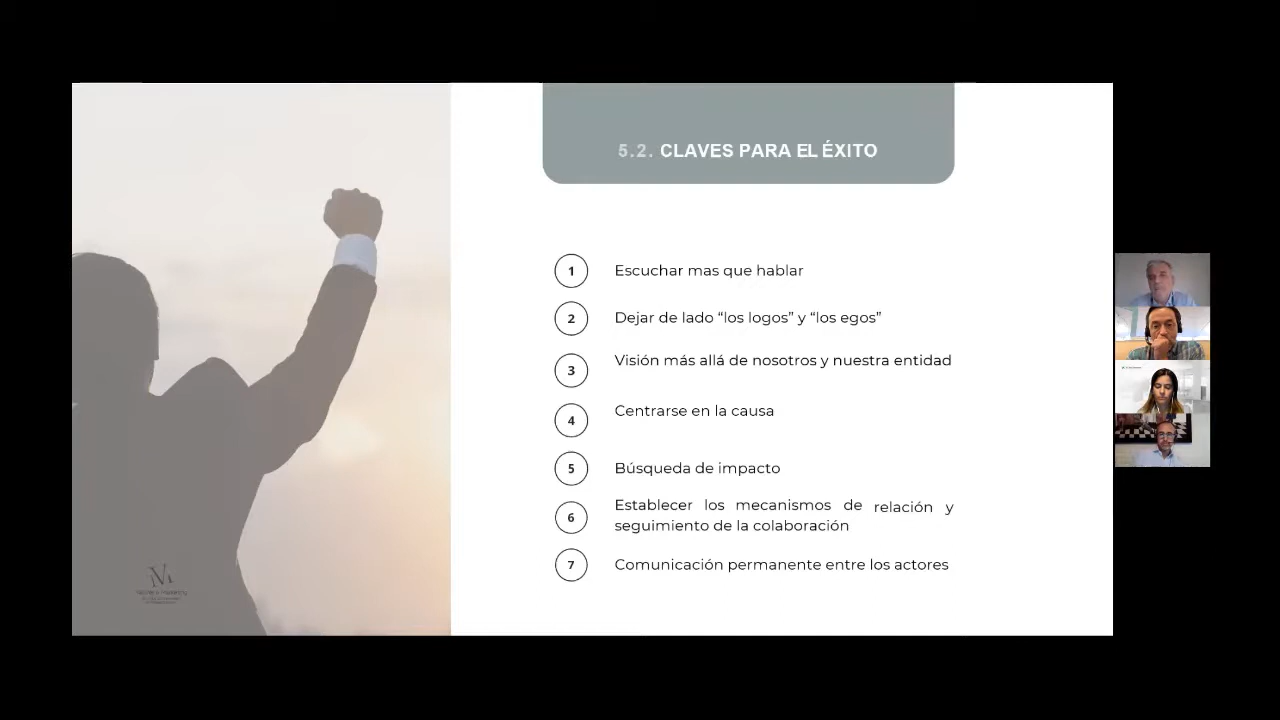 5.2. CLAVES PARA EL ÉXITO
1 Escuchar mas que hablar
2 Dejar de lado “los logos” y “los egos”
3 Visión más allá de nosotros y nuestra entidad
4 Centrarse en la causa
5 Búsqueda de impacto
6 Establecer los mecanismos de relación y
seguimiento de la colaboración
7 Comunicación permanente entre los actores